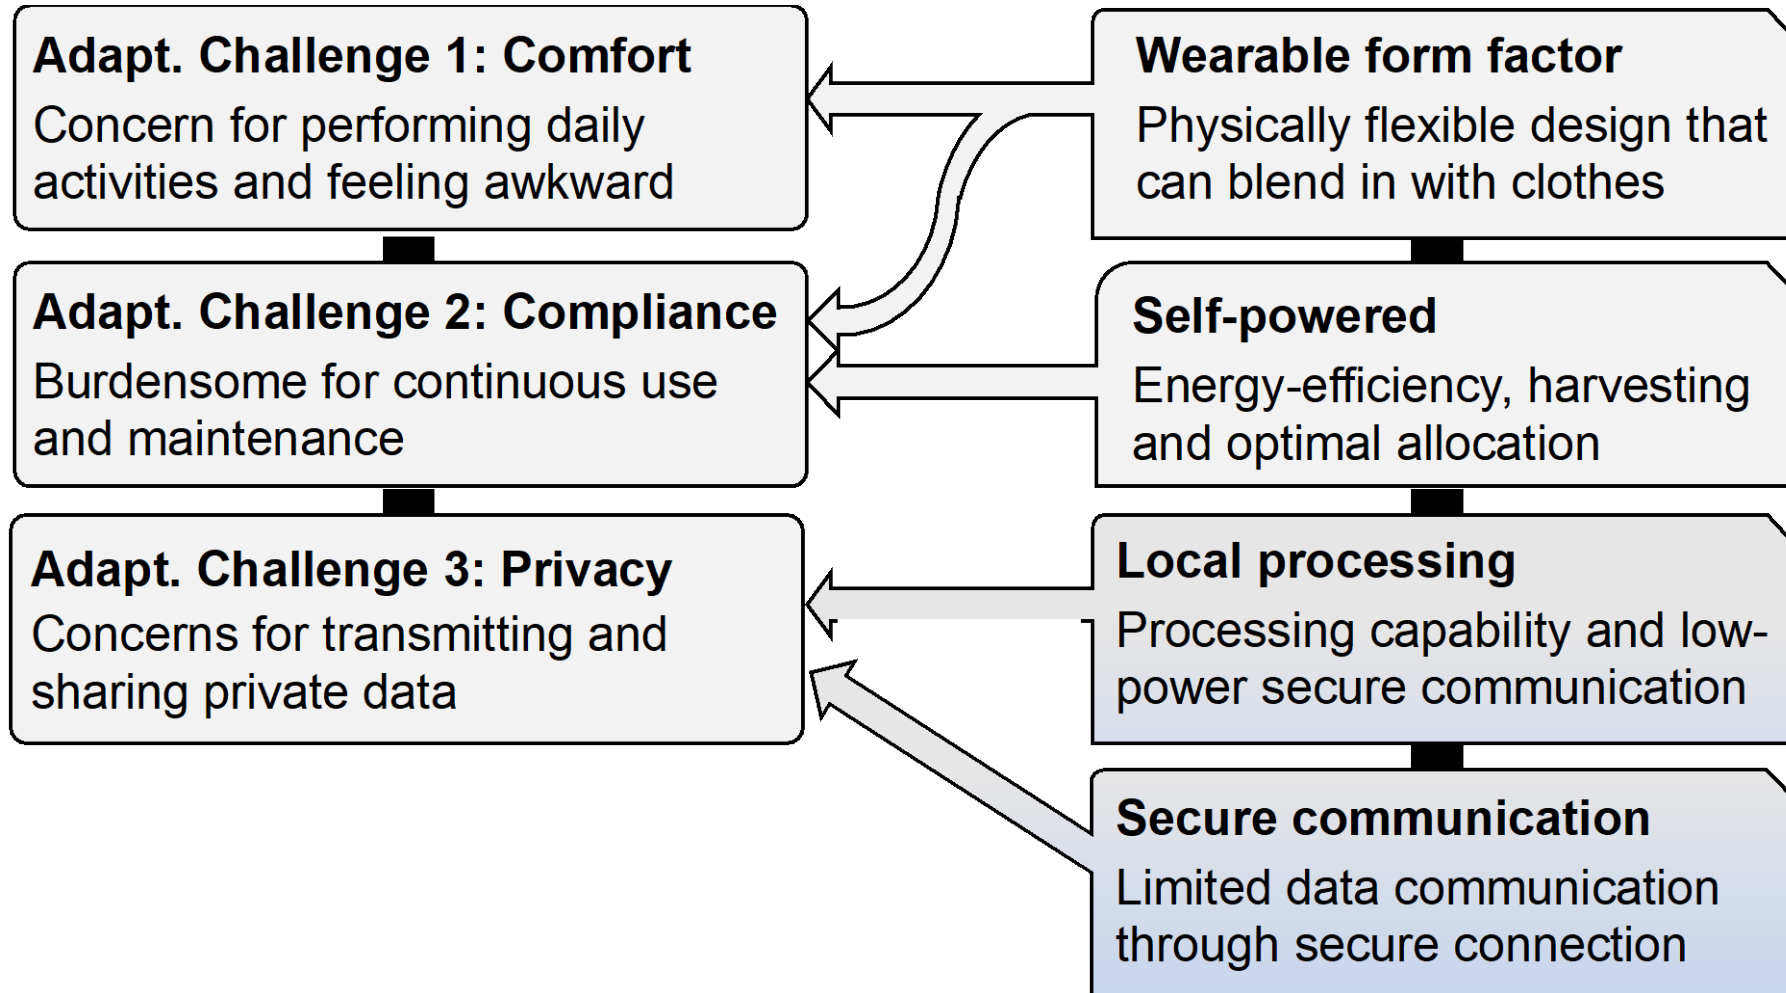 Adapt. Challenge 1: Comfort
Concern for performing daily
activities and feeling awkward
Adapt. Challenge 2: Compliance
Burdensome for continuous use
and maintenance
Adapt. Challenge 3: Privacy
Concerns for transmitting and
sharing private data
Wearable form factor
Physically flexible design that
can blend in with clothes
Self-powered
Energy-efficiency, harvesting
and optimal allocation
Local processing
Processing capability and low-
power secure communication
Secure communication
Limited data communication
through secure connection